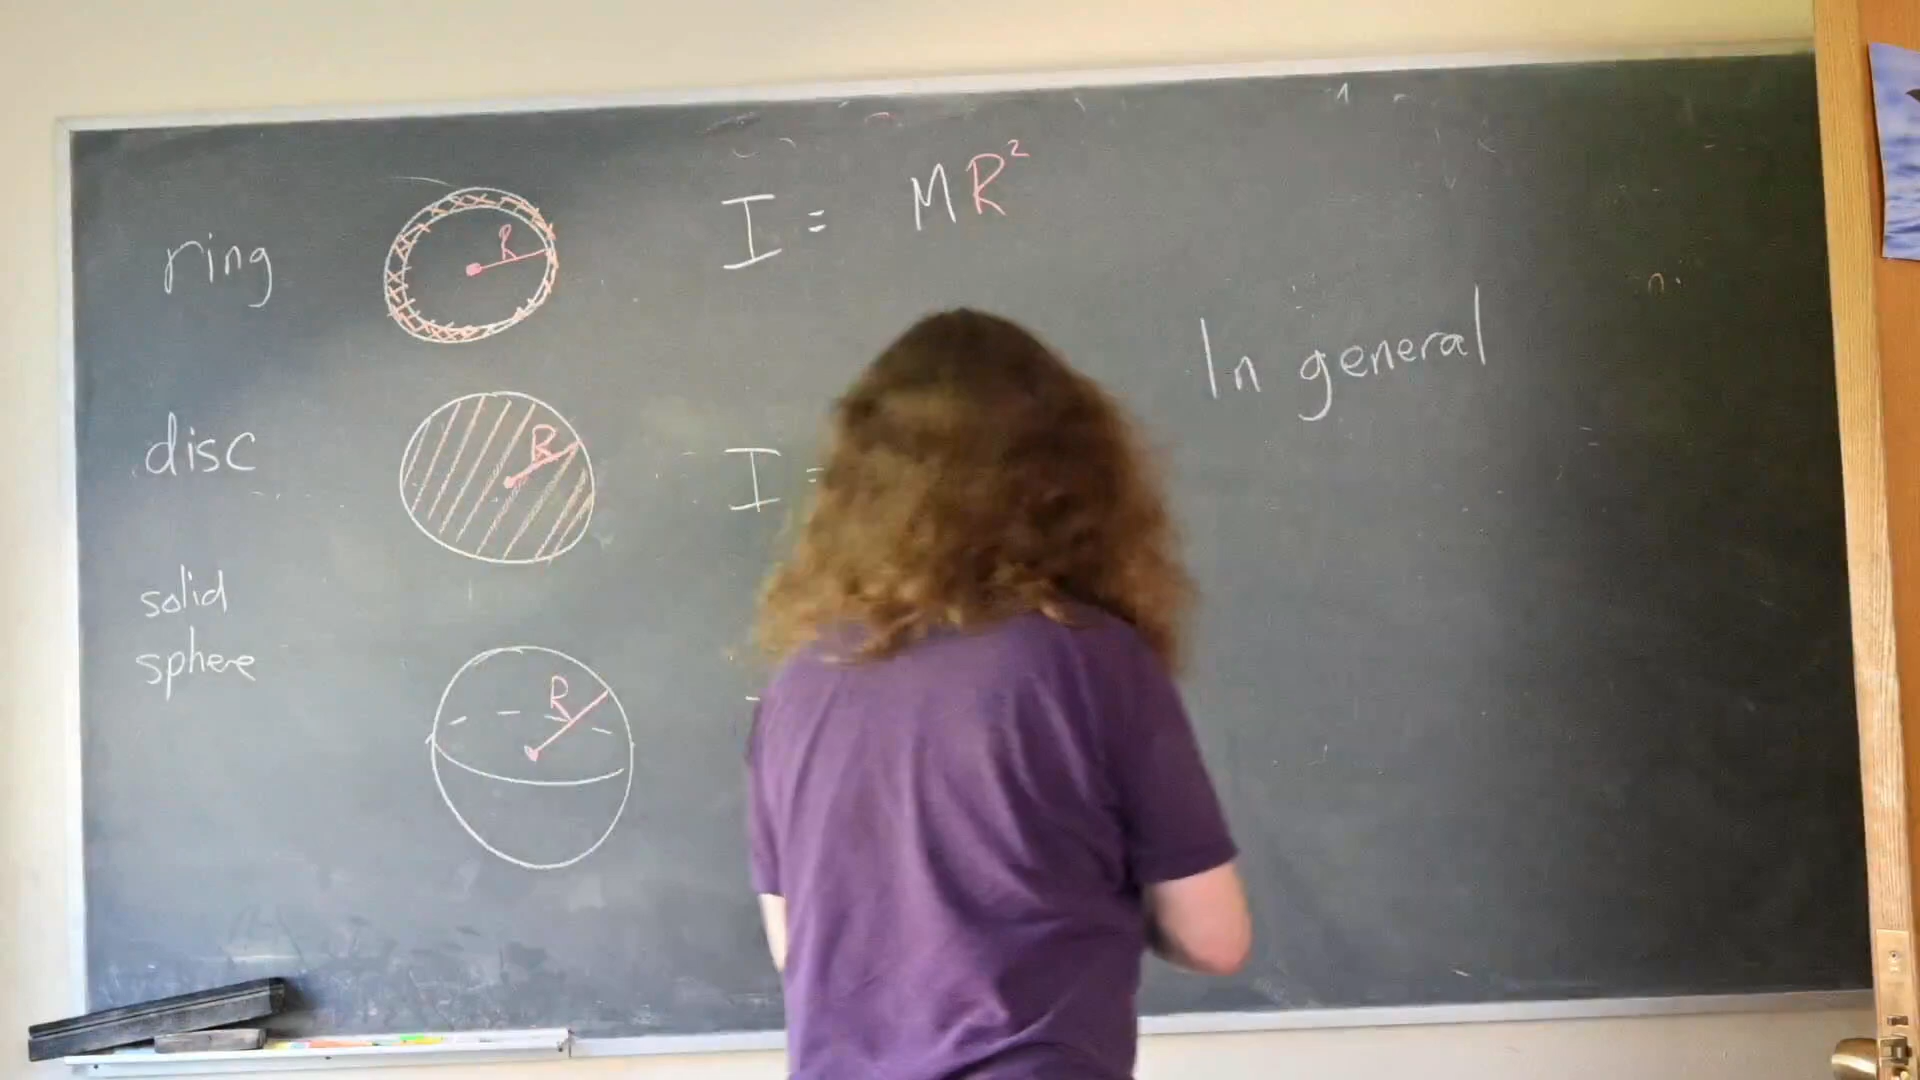 ring R I = MR²
In general
disc R I =
solid
sphere
R